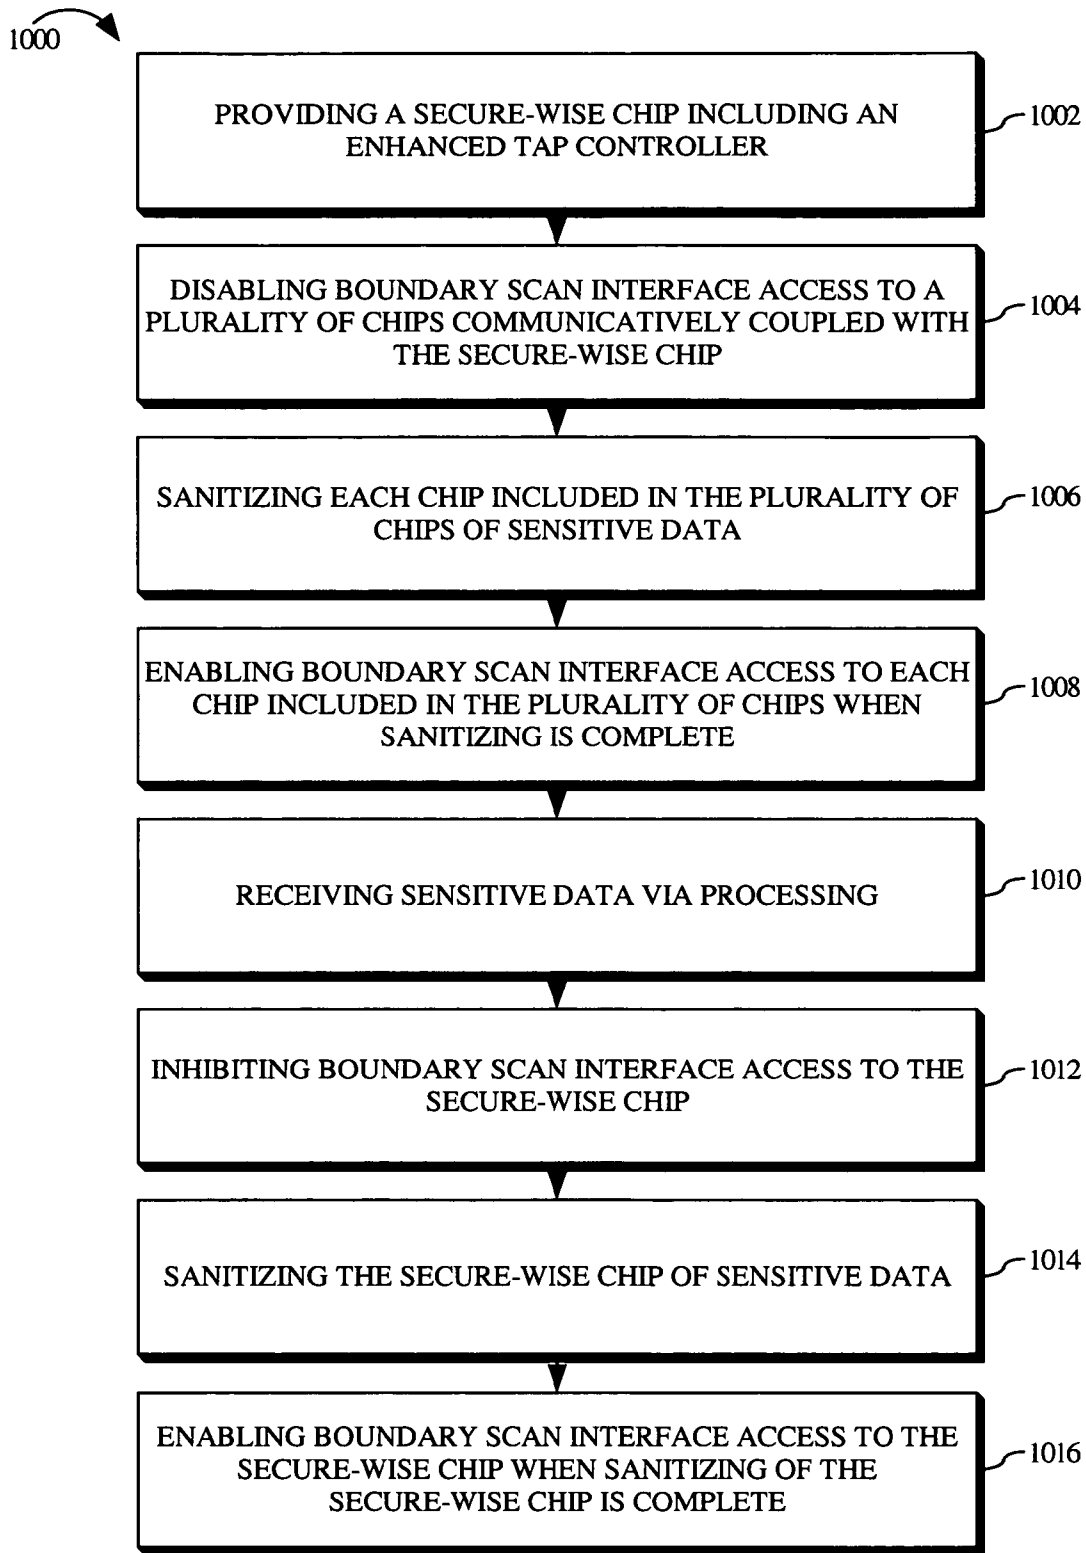 1000
PROVIDING A SECURE-WISE CHIP INCLUDING AN
ENHANCED TAP CONTROLLER
1002
DISABLING BOUNDARY SCAN INTERFACE ACCESS TO A
PLURALITY OF CHIPS COMMUNICATIVELY COUPLED WITH
THE SECURE-WISE CHIP
1004
SANITIZING EACH CHIP INCLUDED IN THE PLURALITY OF
CHIPS OF SENSITIVE DATA
1006
ENABLING BOUNDARY SCAN INTERFACE ACCESS TO EACH
CHIP INCLUDED IN THE PLURALITY OF CHIPS WHEN
SANITIZING IS COMPLETE
1008
RECEIVING SENSITIVE DATA VIA PROCESSING
1010
INHIBITING BOUNDARY SCAN INTERFACE ACCESS TO THE
SECURE-WISE CHIP
1012
SANITIZING THE SECURE-WISE CHIP OF SENSITIVE DATA
1014
ENABLING BOUNDARY SCAN INTERFACE ACCESS TO THE
SECURE-WISE CHIP WHEN SANITIZING OF THE
SECURE-WISE CHIP IS COMPLETE
1016